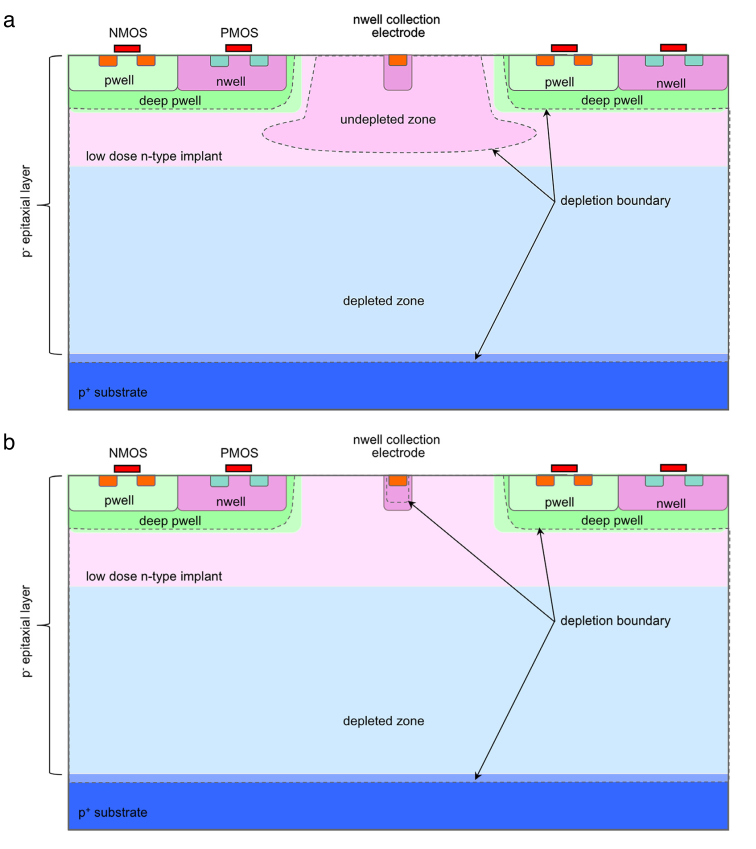 a
nwell collection
electrode
NMOS
PMOS
pwell
nwell
deep pwell
pwell
nwell
deep pwell
undepleted zone
low dose n-type implant
depletion boundary
p⁻ epitaxial layer
depleted zone
p⁺ substrate
b
nwell collection
electrode
NMOS
PMOS
pwell
nwell
deep pwell
pwell
nwell
deep pwell
low dose n-type implant
depletion boundary
p⁻ epitaxial layer
depleted zone
p⁺ substrate